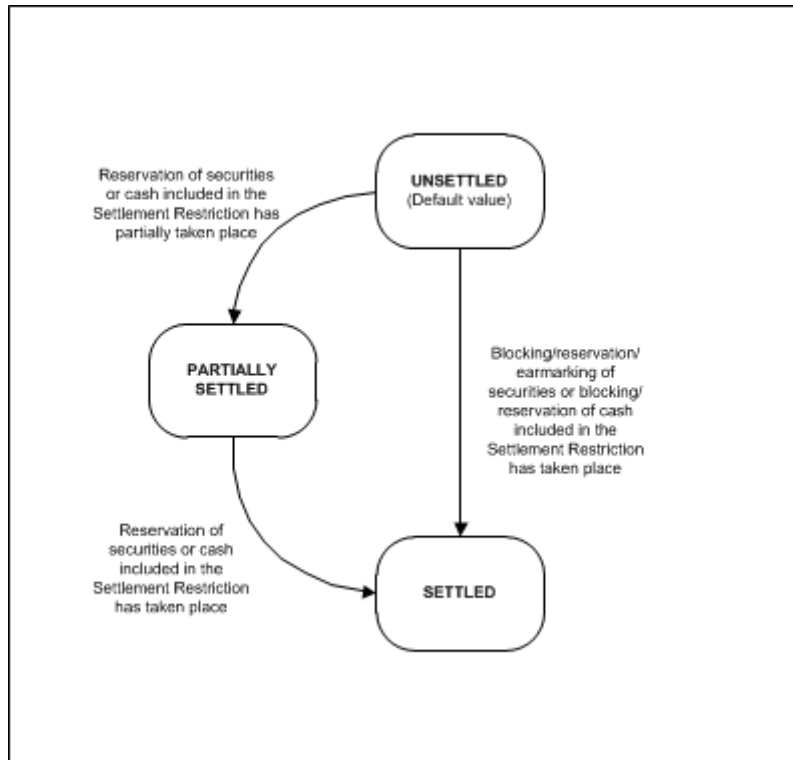 UNSETTLED
(Default value)
Reservation of securities
or cash included in the
Settlement Restriction has
partially taken place
PARTIALLY
SETTLED
Blocking/reservation/
earmarking of
securities or blocking/
reservation of cash
included in the
Settlement Restriction
has taken place
Reservation of
securities or cash
included in the
Settlement Restriction
has taken place
SETTLED